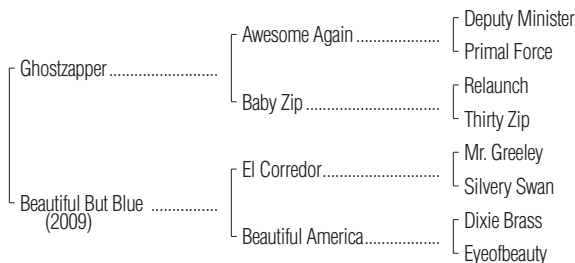 Deputy Minister
Awesome Again ....................
Primal Force
Ghostzapper ..........................
Relaunch
Baby Zip ................................
Thirty Zip
Mr. Greeley
El Corredor............................
Silvery Swan
Beautiful But Blue ................
(2009)
Dixie Brass
Beautiful America..................
Eyeofbeauty